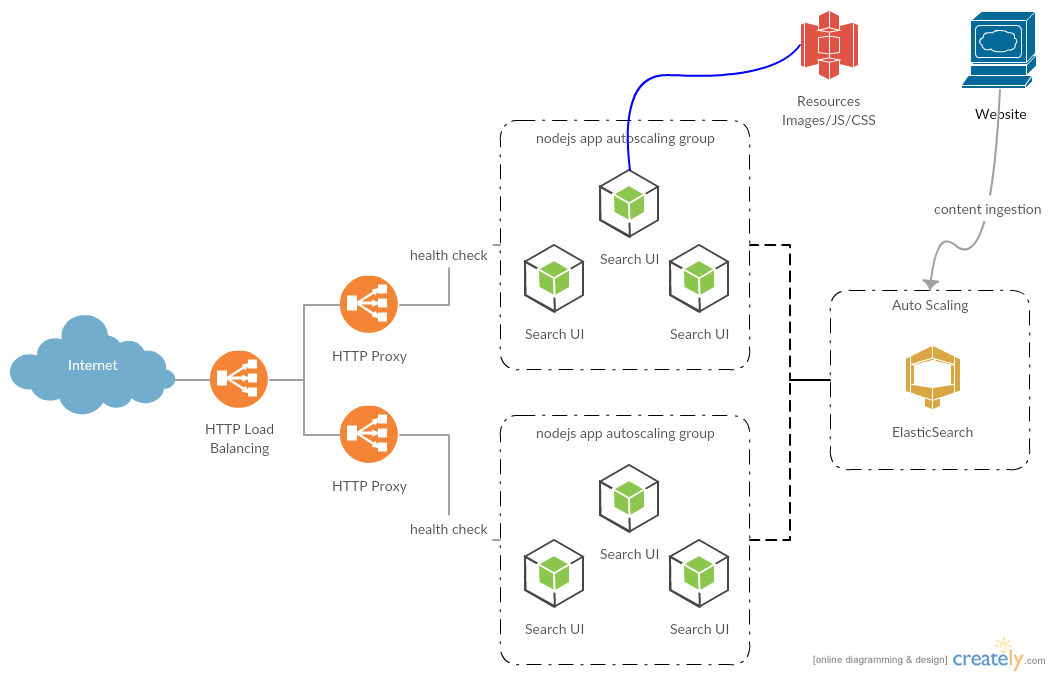 Resources
Images/JS/CSS
Website
nodejs app autoscaling group
Search UI
Search UI
Search UI
content ingestion
health check
Auto Scaling
ElasticSearch
HTTP Proxy
Internet
HTTP Load
Balancing
HTTP Proxy
health check
nodejs app autoscaling group
Search UI
Search UI
Search UI
[online diagramming & design] creately.com